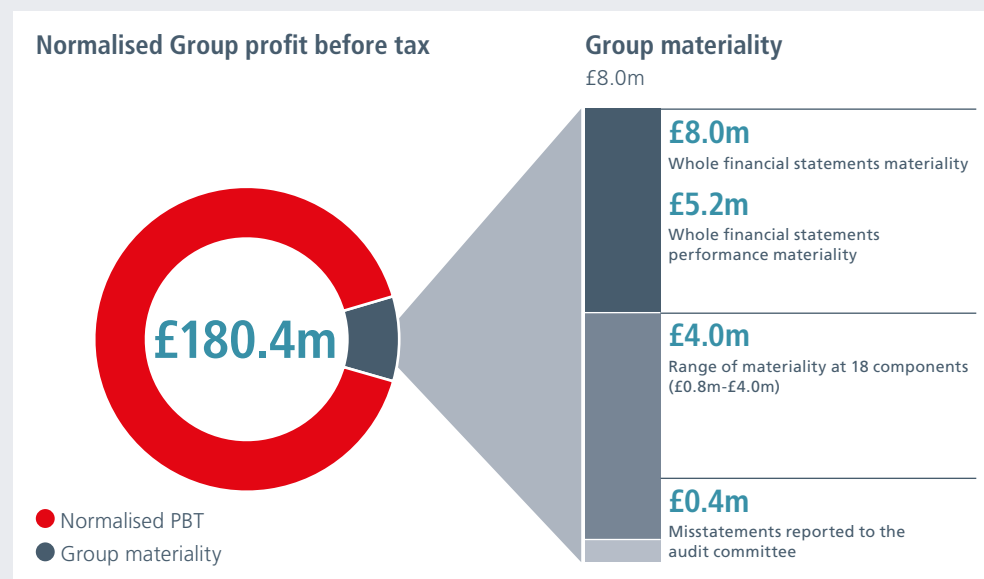 Normalised Group profit before tax
£180.4m
Normalised PBT
Group materiality
Group materiality
£8.0m
£8.0m
Whole financial statements materiality
£5.2m
Whole financial statements
performance materiality
£4.0m
Range of materiality at 18 components
(£0.8m-£4.0m)
£0.4m
Misstatements reported to the
audit committee